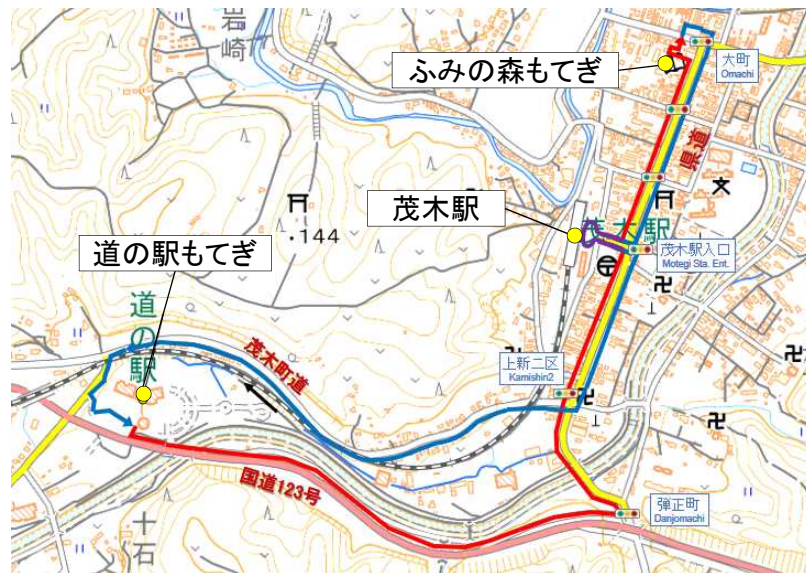 岩崎
ふみの森もてぎ
大町
Omachi
県道
文
茂木駅
茂木駅
・144
茂木駅入口
Motegi Sta. Ent.
道の駅もてぎ
道の駅
茂木町道
上新二区
Kamishin2
国道123号
弾正町
Danjomachi
十石